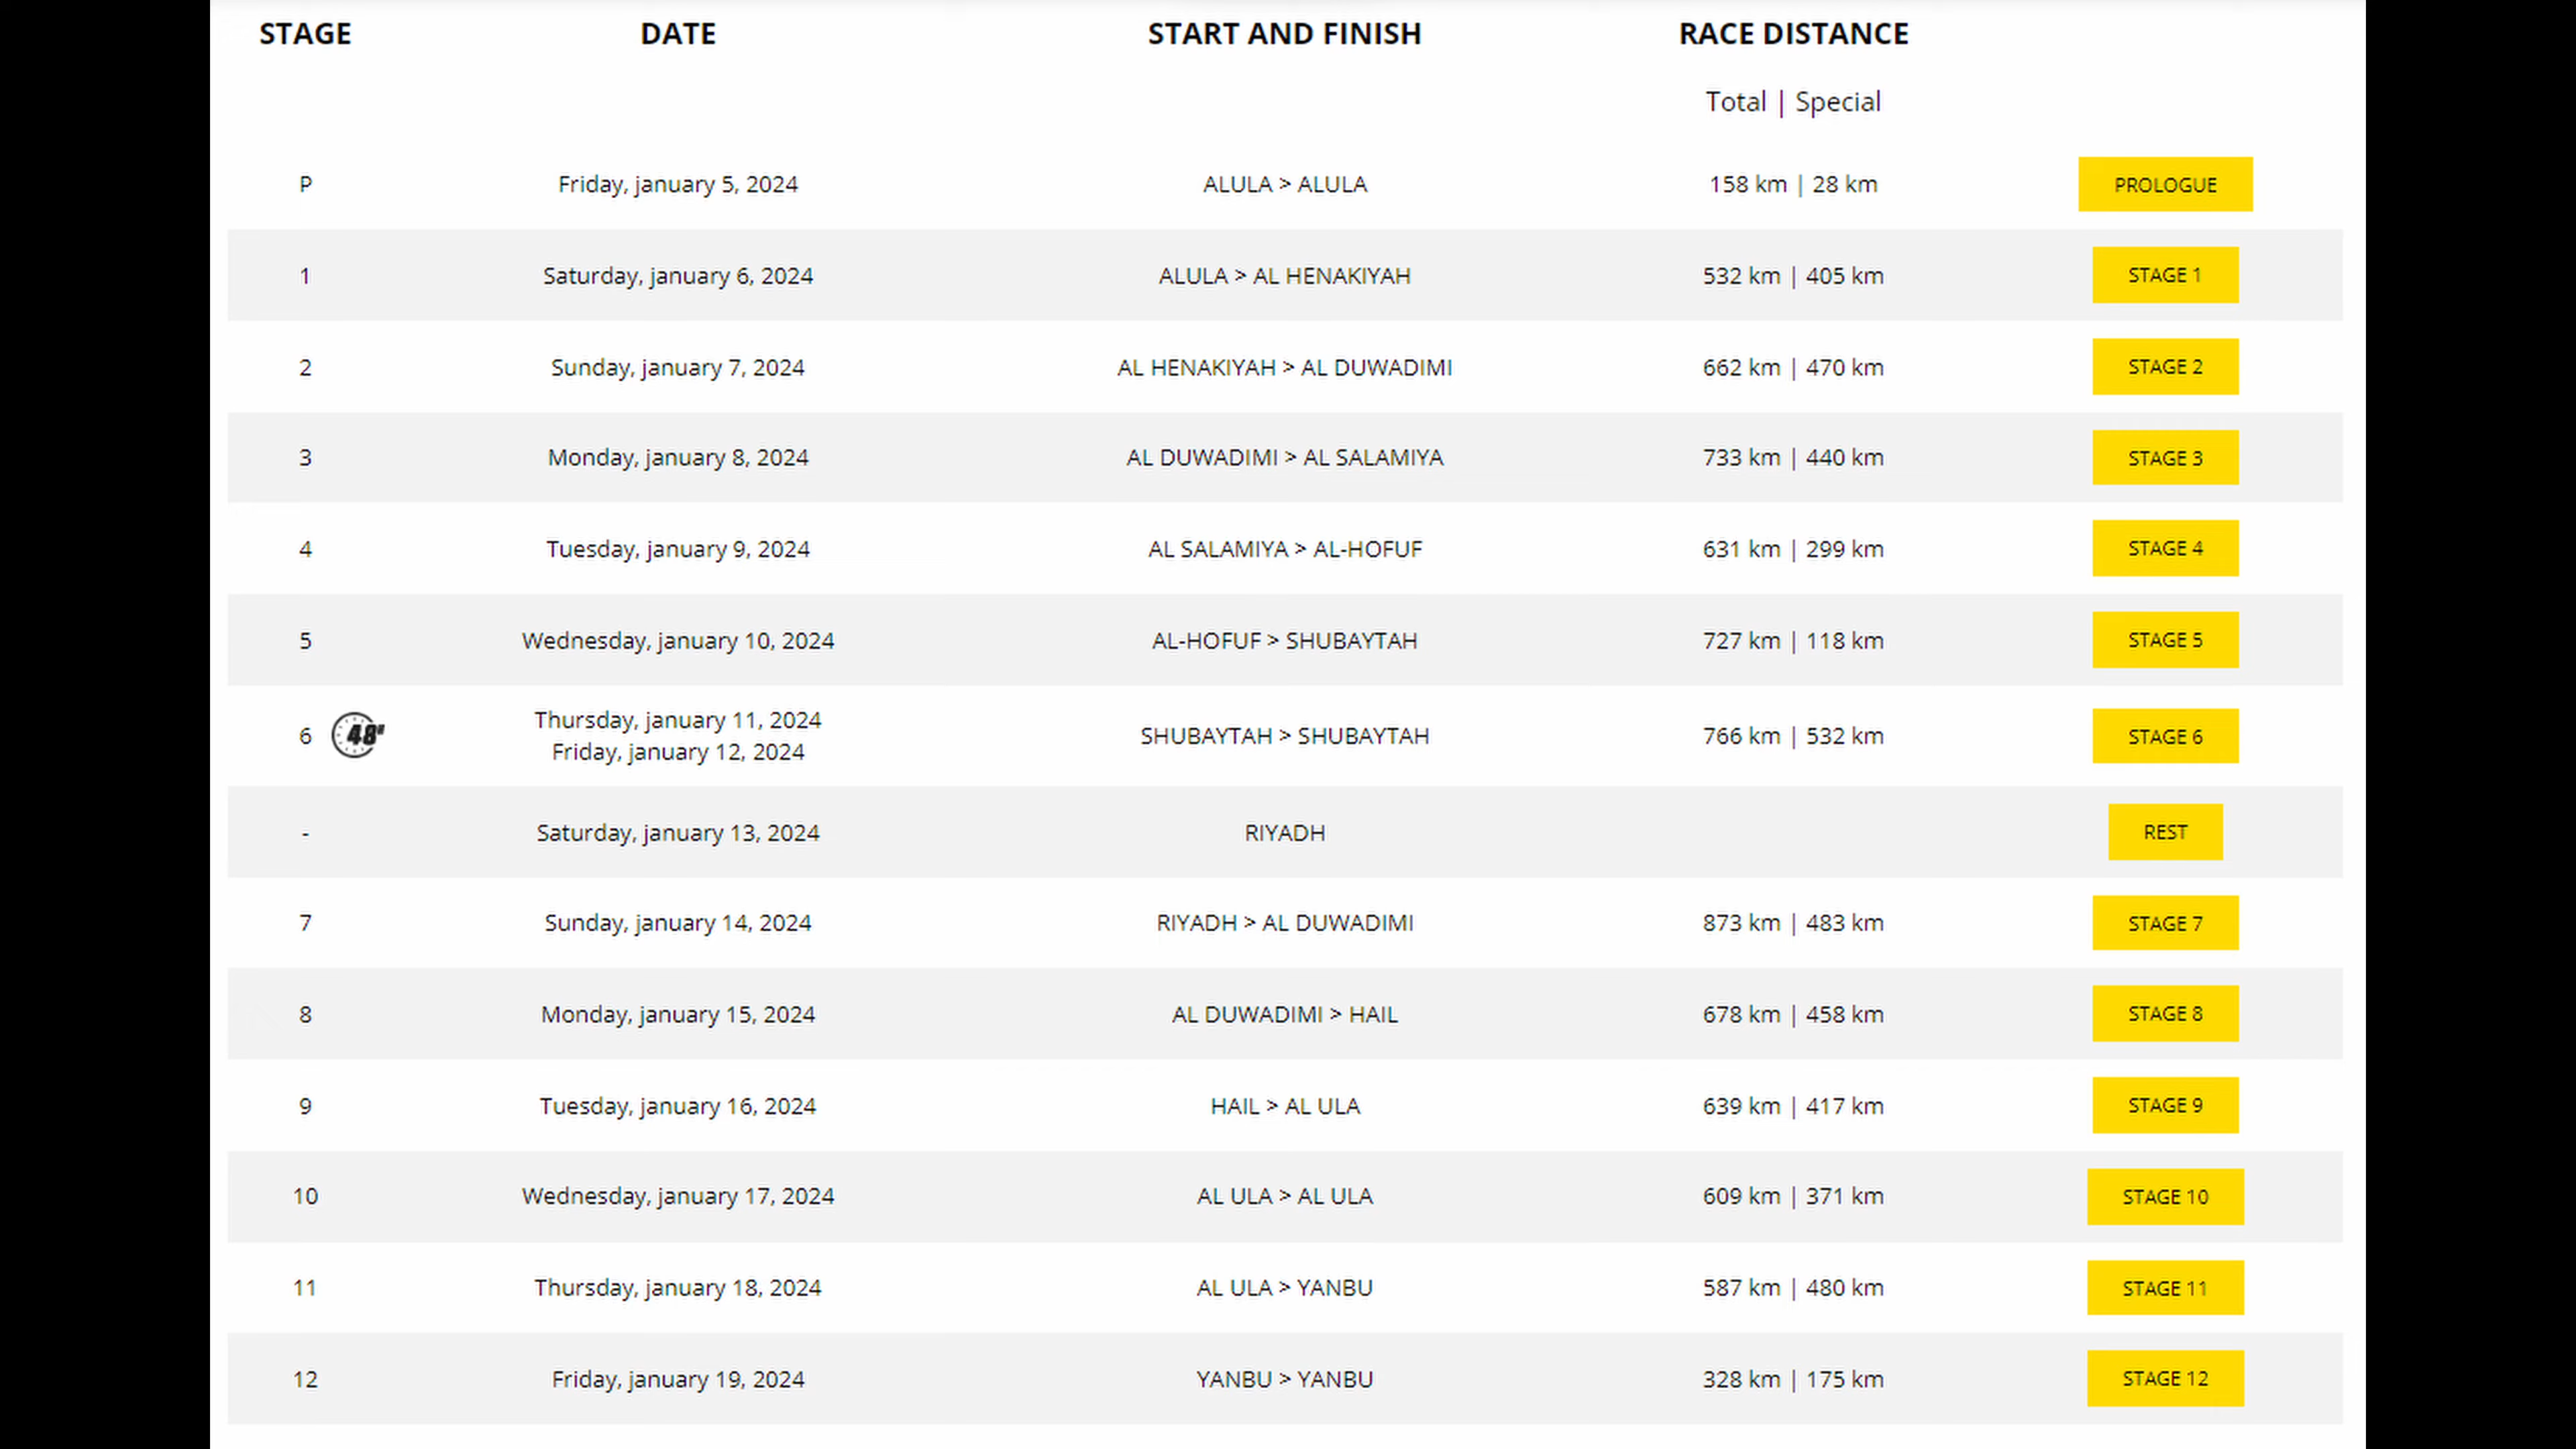 STAGE DATE START AND FINISH RACE DISTANCE
Total | Special
P Friday, january 5, 2024 ALULA > ALULA 158 km | 28 km PROLOGUE
1 Saturday, january 6, 2024 ALULA > AL HENAKIYAH 532 km | 405 km STAGE 1
2 Sunday, january 7, 2024 AL HENAKIYAH > AL DUWADIMI 662 km | 470 km STAGE 2
3 Monday, january 8, 2024 AL DUWADIMI > AL SALAMIYA 733 km | 440 km STAGE 3
4 Tuesday, january 9, 2024 AL SALAMIYA > AL-HOFUF 631 km | 299 km STAGE 4
5 Wednesday, january 10, 2024 AL-HOFUF > SHUBAYTAH 727 km | 118 km STAGE 5
Thursday, january 11, 2024
6 48H SHUBAYTAH > SHUBAYTAH 766 km | 532 km STAGE 6
Friday, january 12, 2024
- Saturday, january 13, 2024 RIYADH REST
7 Sunday, january 14, 2024 RIYADH > AL DUWADIMI 873 km | 483 km STAGE 7
8 Monday, january 15, 2024 AL DUWADIMI > HAIL 678 km | 458 km STAGE 8
9 Tuesday, january 16, 2024 HAIL > AL ULA 639 km | 417 km STAGE 9
10 Wednesday, january 17, 2024 AL ULA > AL ULA 609 km | 371 km STAGE 10
11 Thursday, january 18, 2024 AL ULA > YANBU 587 km | 480 km STAGE 11
12 Friday, january 19, 2024 YANBU > YANBU 328 km | 175 km STAGE 12